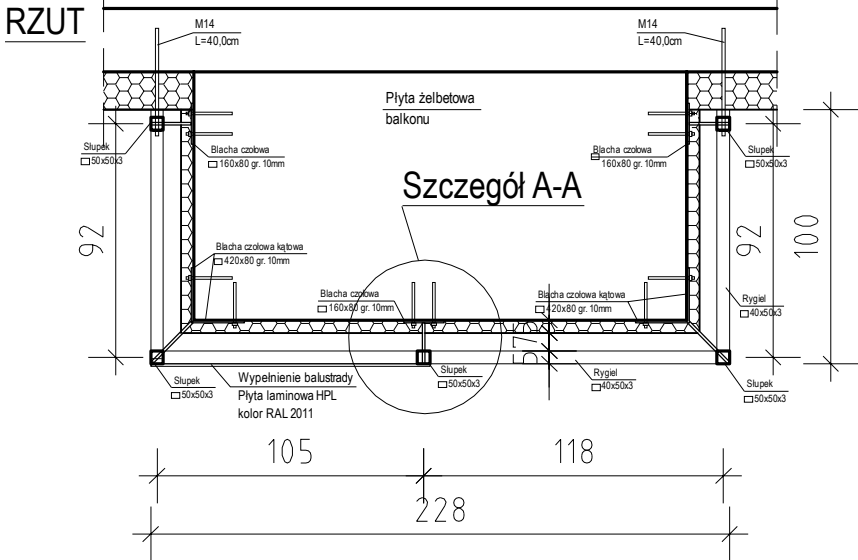 RZUT
M14
L=40,0cm
M14
L=40,0cm
Płyta żelbetowa
balkonu
Słupek
50x50x3
Blacha czołowa
160x80 gr. 10mm
Blacha czołowa
160x80 gr. 10mm
Słupek
50x50x3
Szczegół A-A
92
92
100
Blacha czołowa kątowa
420x80 gr. 10mm
Blacha czołowa
160x80 gr. 10mm
Blacha czołowa kątowa
420x80 gr. 10mm
Rygiel
40x50x3
Słupek
50x50x3
Wypełnienie balustrady
Płyta laminowa HPL
kolor RAL 2011
Słupek
50x50x3
Rygiel
40x50x3
Słupek
50x50x3
105
118
228